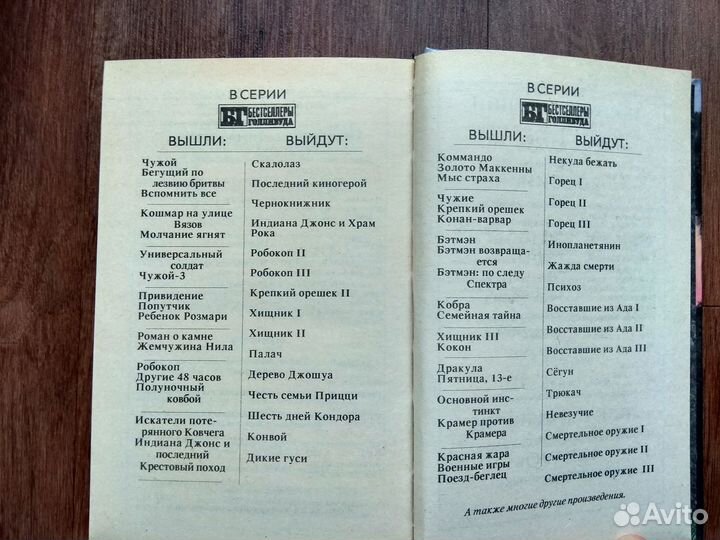 В СЕРИИ
БГ БЕСТСЕЛЛЕРЫ
ГОЛЛИВУДА
ВЫШЛИ:
Чужой
Бегущий по
лезвию бритвы
Вспомнить все
Кошмар на улице
Вязов
Молчание ягнят
Универсальный
солдат
Чужой-3
Привидение
Попутчик
Ребенок Розмари
Роман о камне
Жемчужина Нила
Робокоп
Другие 48 часов
Полуночный
ковбой
Искатели поте-
рянного Ковчега
Индиана Джонс и
последний
Крестовый поход
ВЫЙДУТ:
Скалолаз
Последний киногерой
Чернокнижник
Индиана Джонс и Храм
Рока
Робокоп II
Робокоп III
Крепкий орешек II
Хищник I
Хищник II
Палач
Дерево Джошуа
Честь семьи Прицци
Шесть дней Кондора
Конвой
Дикие гуси
В СЕРИИ
БГ БЕСТСЕЛЛЕРЫ
ГОЛЛИВУДА
ВЫШЛИ:
Коммандо
Золото Маккенны
Мыс страха
Чужие
Крепкий орешек
Конан-варвар
Бэтмэн
Бэтмэн возвраща-
ется
Бэтмэн: по следу
Спектра
Кобра
Семейная тайна
Хищник III
Кокон
Дракула
Пятница, 13-е
Основной инс-
тинкт
Крамер против
Крамера
Красная жара
Военные игры
Поезд-беглец
ВЫЙДУТ:
Некуда бежать
Горец I
Горец II
Горец III
Инопланетянин
Жажда смерти
Психоз
Восставшие из Ада I
Восставшие из Ада II
Восставшие из Ада III
Сёгун
Трюкач
Невезучие
Смертельное оружие I
Смертельное оружие II
Смертельное оружие III
А также многие другие произведения.
Avito